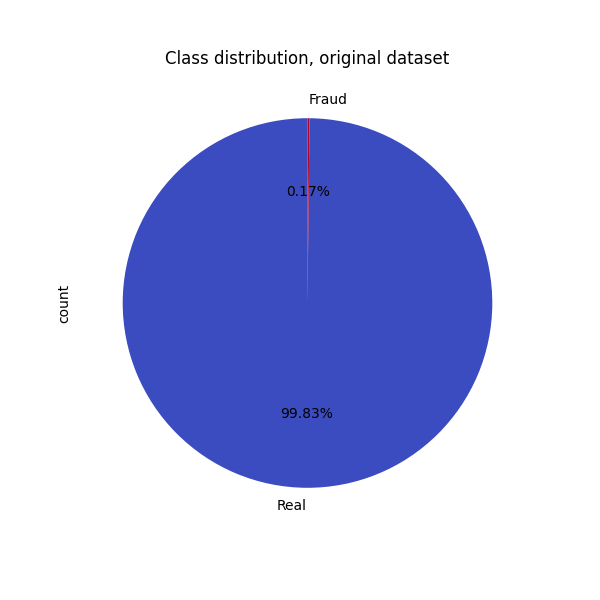 Class distribution, original dataset
Fraud
0.17%
count
99.83%
Real